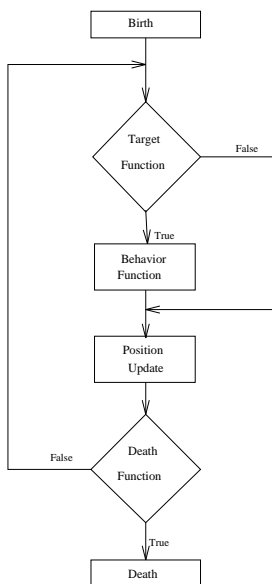 Birth
Target
Function
False
True
Behavior
Function
Position
Update
Death
Function
False
True
Death